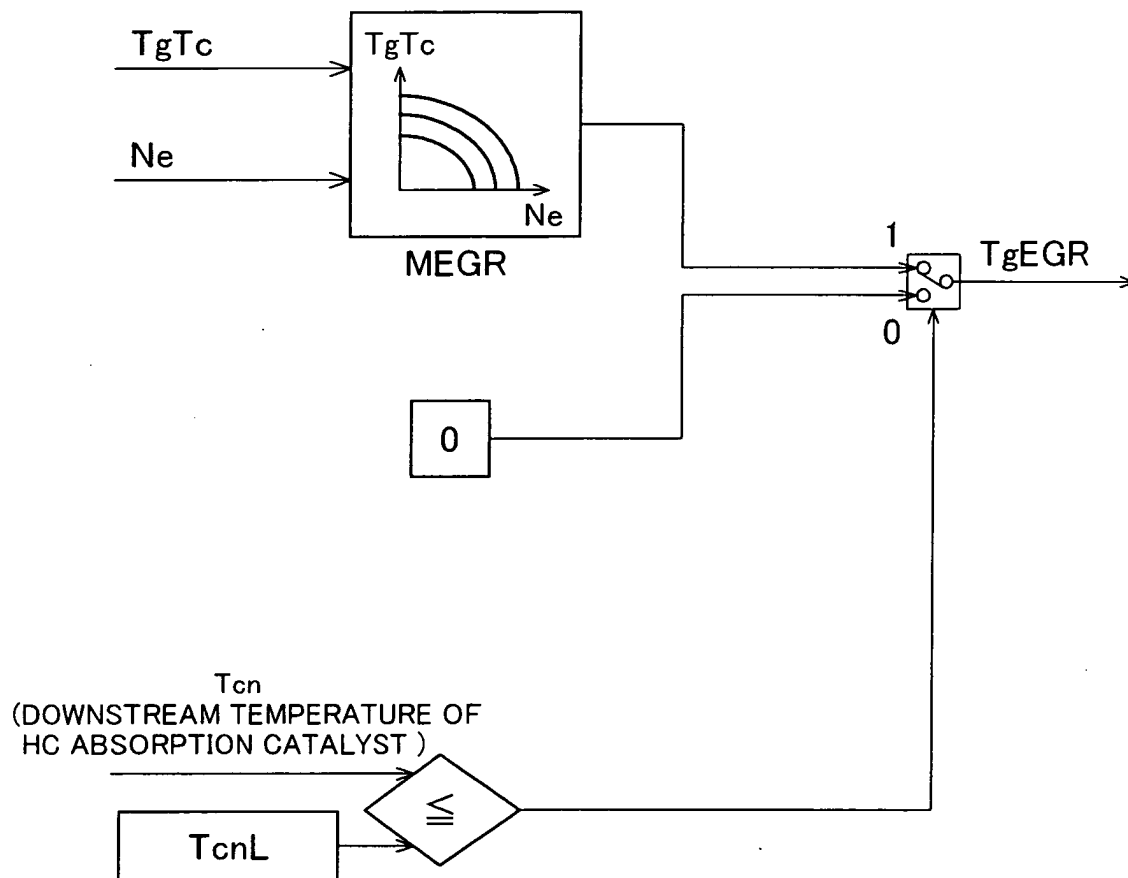 TgTc
TgTc
Ne
Ne
MEGR
1
TgEGR
0
0
Tcn
(DOWNSTREAM TEMPERATURE OF
HC ABSORPTION CATALYST )
≦
TcnL